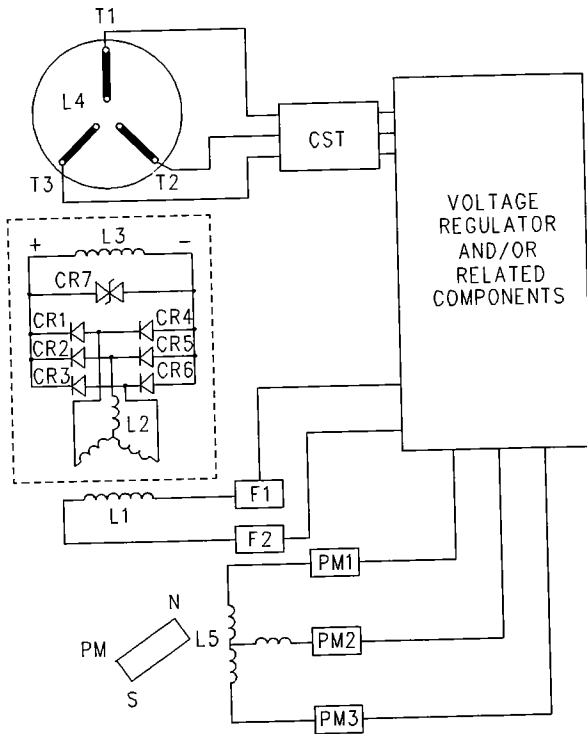 T1
L4
CST
T2
T3
VOLTAGE
REGULATOR
AND/OR
RELATED
COMPONENTS
+
L3
-
CR7
CR1
CR4
CR2
CR5
CR3
CR6
L2
L1
F1
F2
PM1
N
PM
L5
PM2
S
PM3